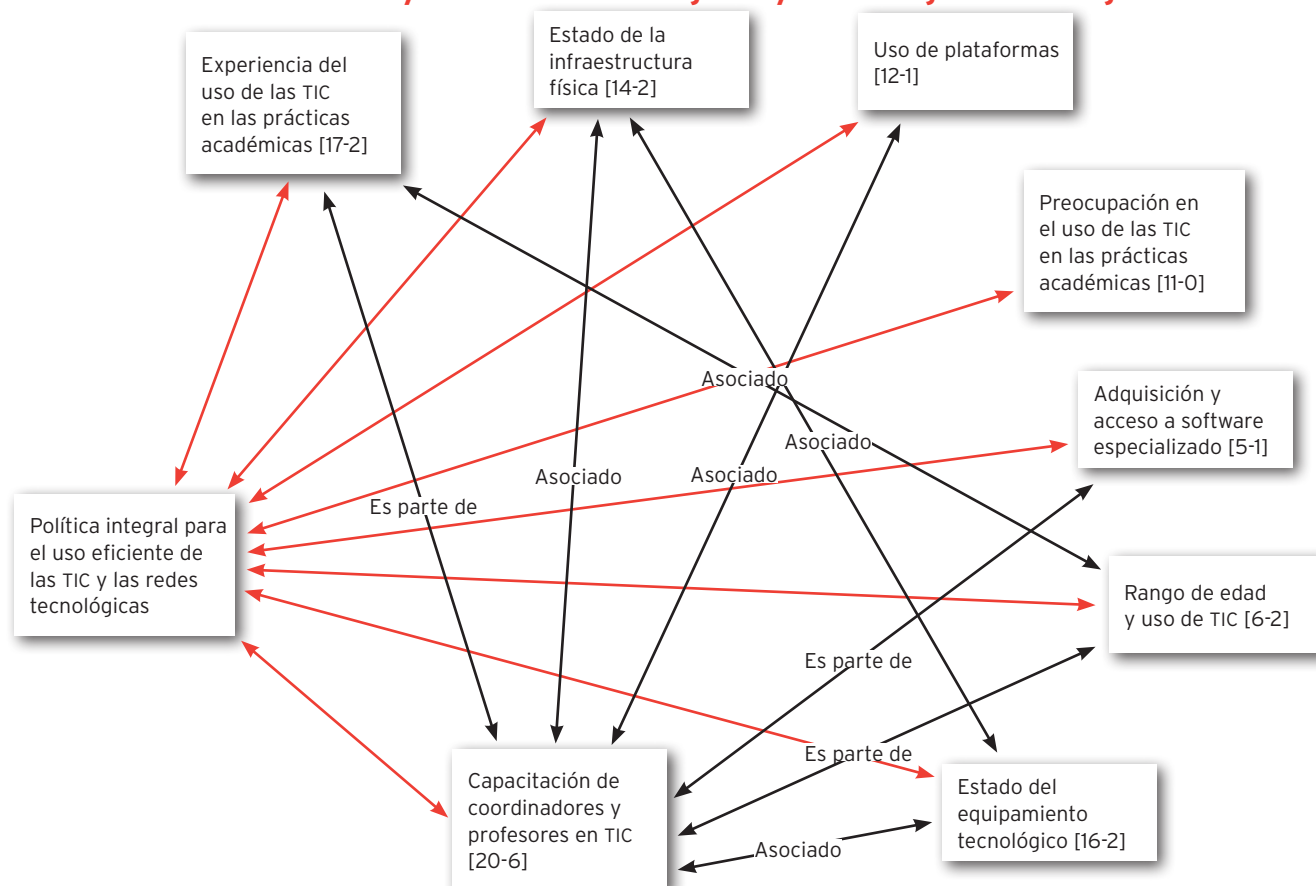 Experiencia del
uso de las TIC
en las prácticas
académicas [17-2]
Estado de la
infraestructura
física [14-2]
Uso de plataformas
[12-1]
Preocupación en
el uso de las TIC
en las prácticas
académicas [11-0]
Asociado
Adquisición y
acceso a software
especializado [5-1]
Asociado
Asociado
Asociado
Es parte de
Política integral para
el uso eficiente de
las TIC y las redes
tecnológicas
Rango de edad
y uso de TIC [6-2]
Es parte de
Es parte de
Capacitación de
coordinadores y
profesores en TIC
[20-6]
Estado del
equipamiento
tecnológico [16-2]
Asociado